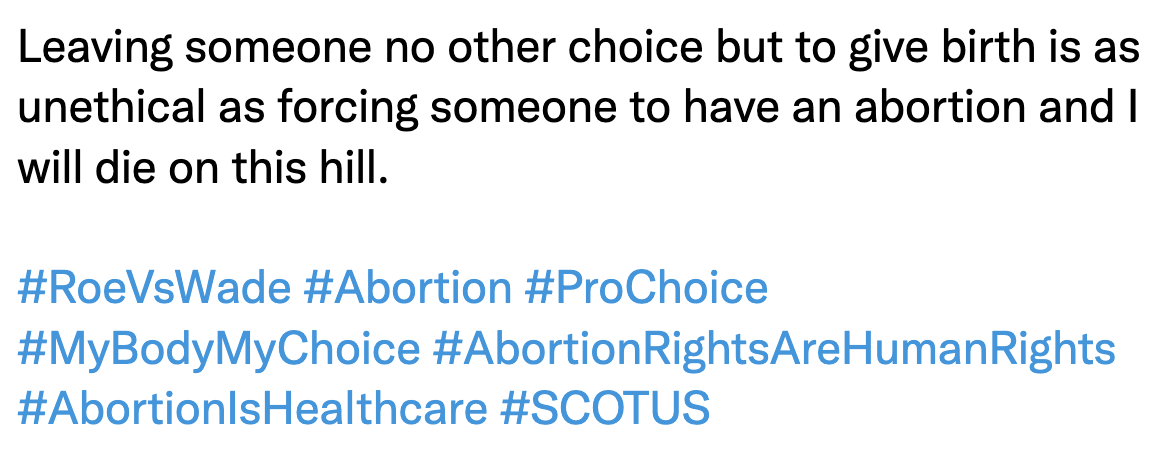 Leaving someone no other choice but to give birth is as
unethical as forcing someone to have an abortion and I
will die on this hill.
#RoeVsWade #Abortion #ProChoice
#MyBodyMyChoice #AbortionRightsAreHumanRights
#AbortionIsHealthcare #SCOTUS